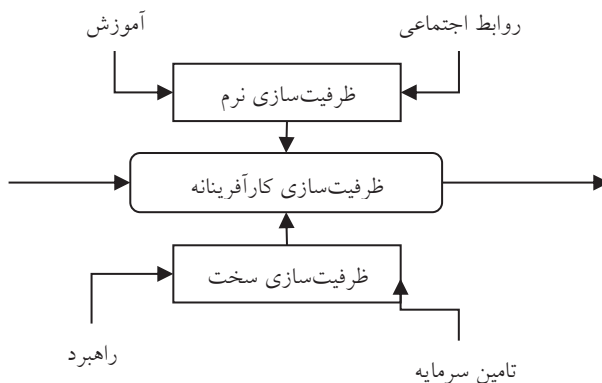 روابط اجتماعی
آموزش
ظرفیت‌سازی نرم
ظرفیت‌سازی کارآفرینانه
ظرفیت‌سازی سخت
راهبرد
تامین سرمایه